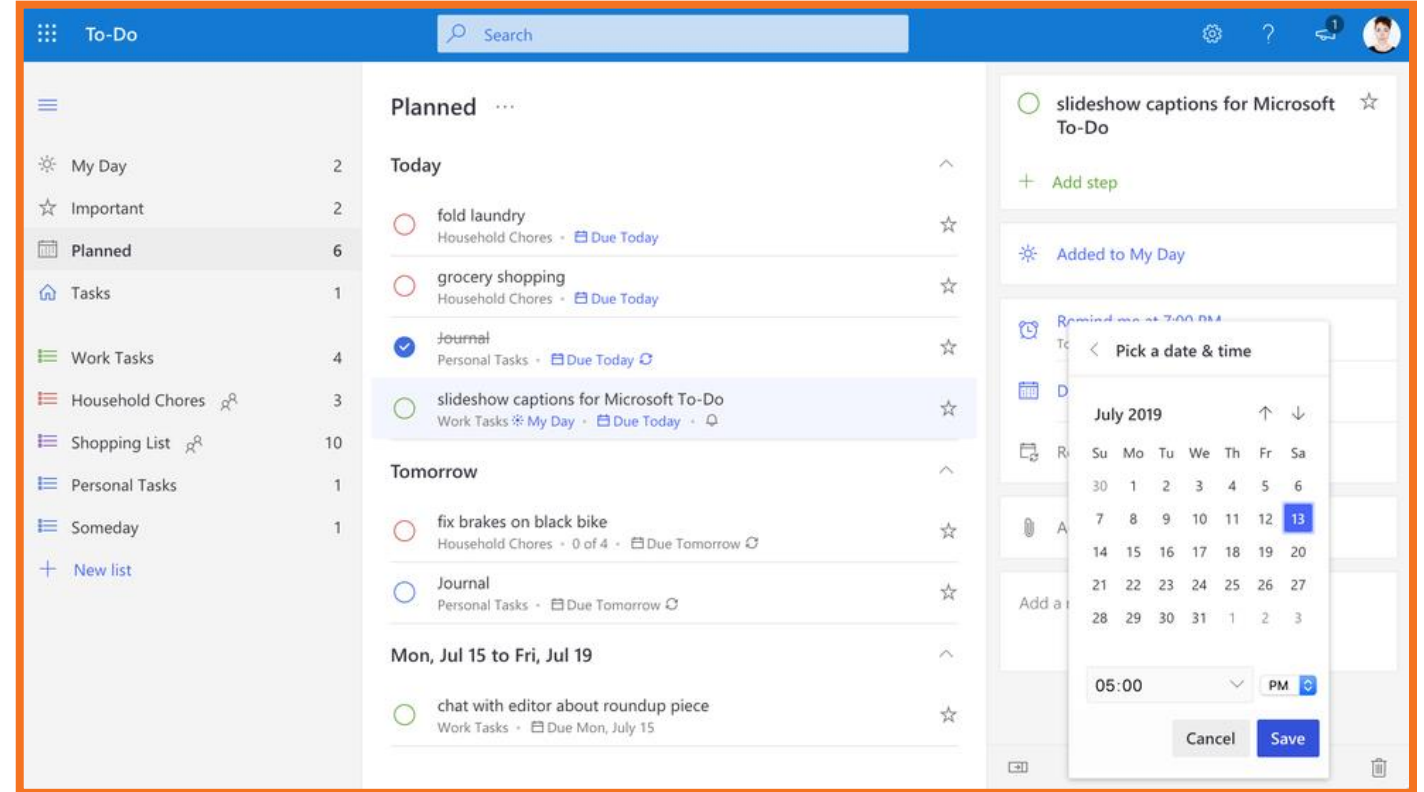 To-Do
Search
?
1
My Day 2
Important 2
Planned 6
Tasks 1
Work Tasks 4
Household Chores 3
Shopping List 10
Personal Tasks 1
Someday 1
+ New list
Planned ...
Today
fold laundry
Household Chores • Due Today
grocery shopping
Household Chores • Due Today
Journal
Personal Tasks • Due Today
slideshow captions for Microsoft To-Do
Work Tasks My Day • Due Today •
Tomorrow
fix brakes on black bike
Household Chores • 0 of 4 • Due Tomorrow
Journal
Personal Tasks • Due Tomorrow
Mon, Jul 15 to Fri, Jul 19
chat with editor about roundup piece
Work Tasks • Due Mon, July 15
slideshow captions for Microsoft
To-Do
+ Add step
Added to My Day
Remind me at 7:00 PM
Add a
Pick a date & time
July 2019
Su Mo Tu We Th Fr Sa
30 1 2 3 4 5 6
7 8 9 10 11 12 13
14 15 16 17 18 19 20
21 22 23 24 25 26 27
28 29 30 31 1 2 3
05:00 PM
Cancel Save